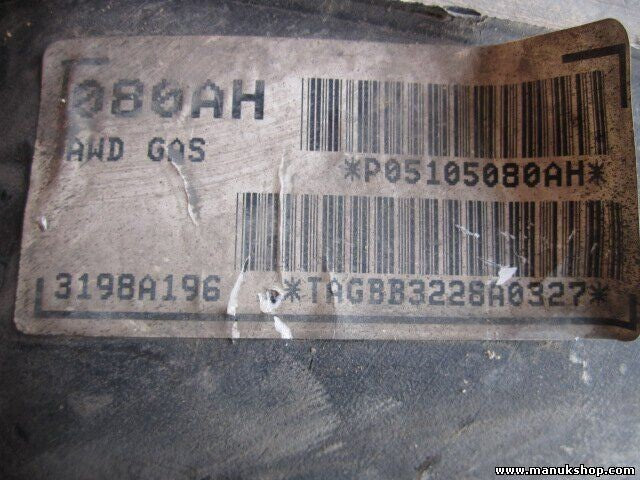 080AH
AWD GAS
*P05105080AH*
3198A196 *TAGBB3228A0327*
www.manukshop.com